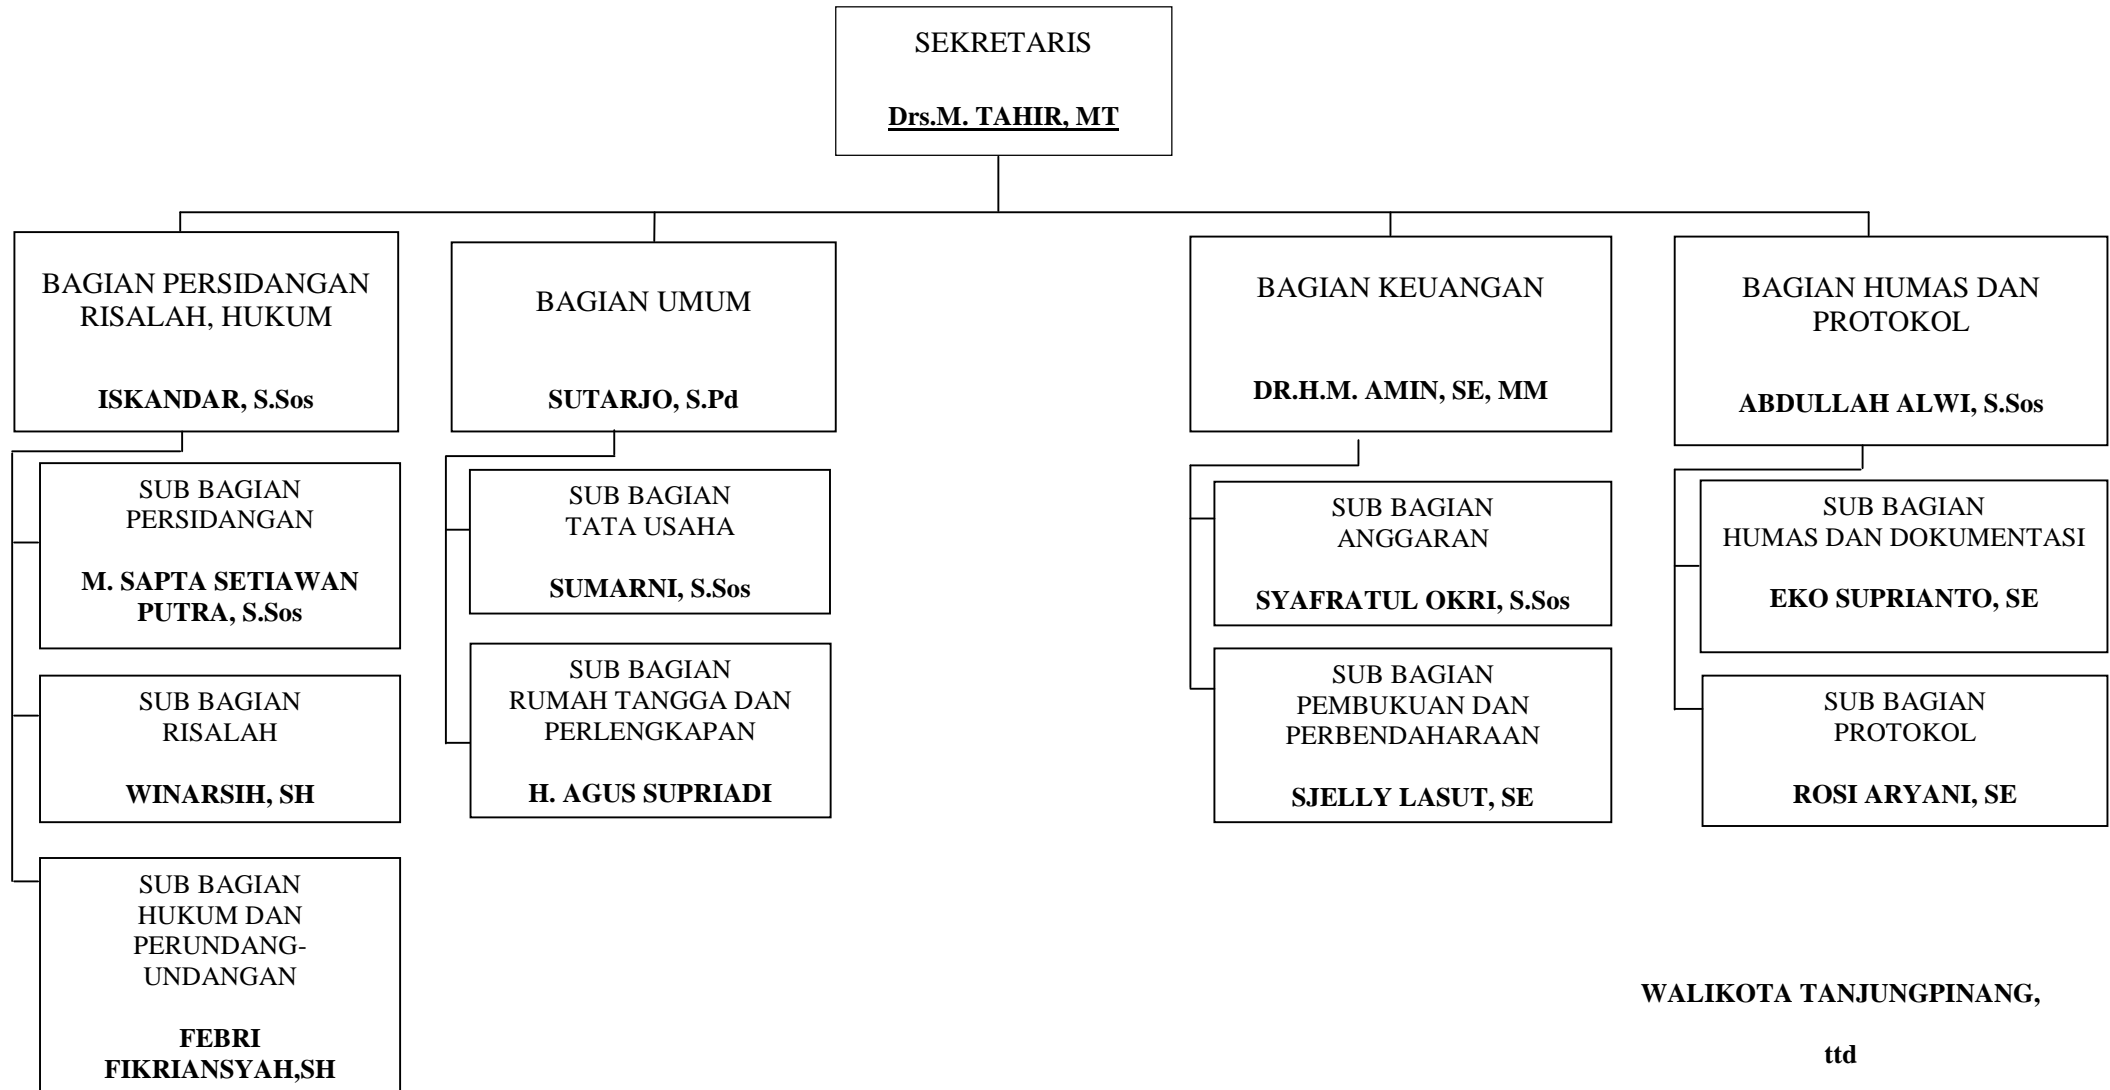 SEKRETARIS
Drs.M. TAHIR, MT
BAGIAN PERSIDANGAN
RISALAH, HUKUM
ISKANDAR, S.Sos
SUB BAGIAN
PERSIDANGAN
M. SAPTA SETIAWAN
PUTRA, S.Sos
SUB BAGIAN
RISALAH
WINARSIH, SH
SUB BAGIAN
HUKUM DAN
PERUNDANG-
UNDANGAN
FEBRI
FIKRIANSYAH,SH
BAGIAN UMUM
SUTARJO, S.Pd
SUB BAGIAN
TATA USAHA
SUMARNI, S.Sos
SUB BAGIAN
RUMAH TANGGA DAN
PERLENGKAPAN
H. AGUS SUPRIADI
BAGIAN KEUANGAN
DR.H.M. AMIN, SE, MM
SUB BAGIAN
ANGGARAN
SYAFRATUL OKRI, S.Sos
SUB BAGIAN
PEMBUKUAN DAN
PERBENDAHARAAN
SJELLY LASUT, SE
BAGIAN HUMAS DAN
PROTOKOL
ABDULLAH ALWI, S.Sos
SUB BAGIAN
HUMAS DAN DOKUMENTASI
EKO SUPRIANTO, SE
SUB BAGIAN
PROTOKOL
ROSI ARYANI, SE
WALIKOTA TANJUNGPINANG,
ttd